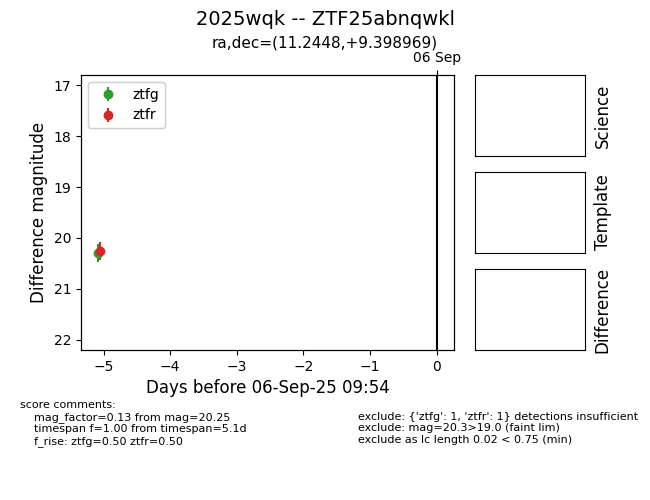 2025wqk -- ZTF25abnqwkl
ra,dec=(11.2448,+9.398969)
06 Sep
ztfg
ztfr
17
18
19
20
21
22
Difference magnitude
−5
−4
−3
−2
−1
0
Days before 06-Sep-25 09:54
Science
Template
Difference
score comments:
mag_factor=0.13 from mag=20.25
timespan f=1.00 from timespan=5.1d
f_rise: ztfg=0.50 ztfr=0.50
exclude: {'ztfg': 1, 'ztfr': 1} detections insufficient
exclude: mag=20.3>19.0 (faint lim)
exclude as lc length 0.02 < 0.75 (min)